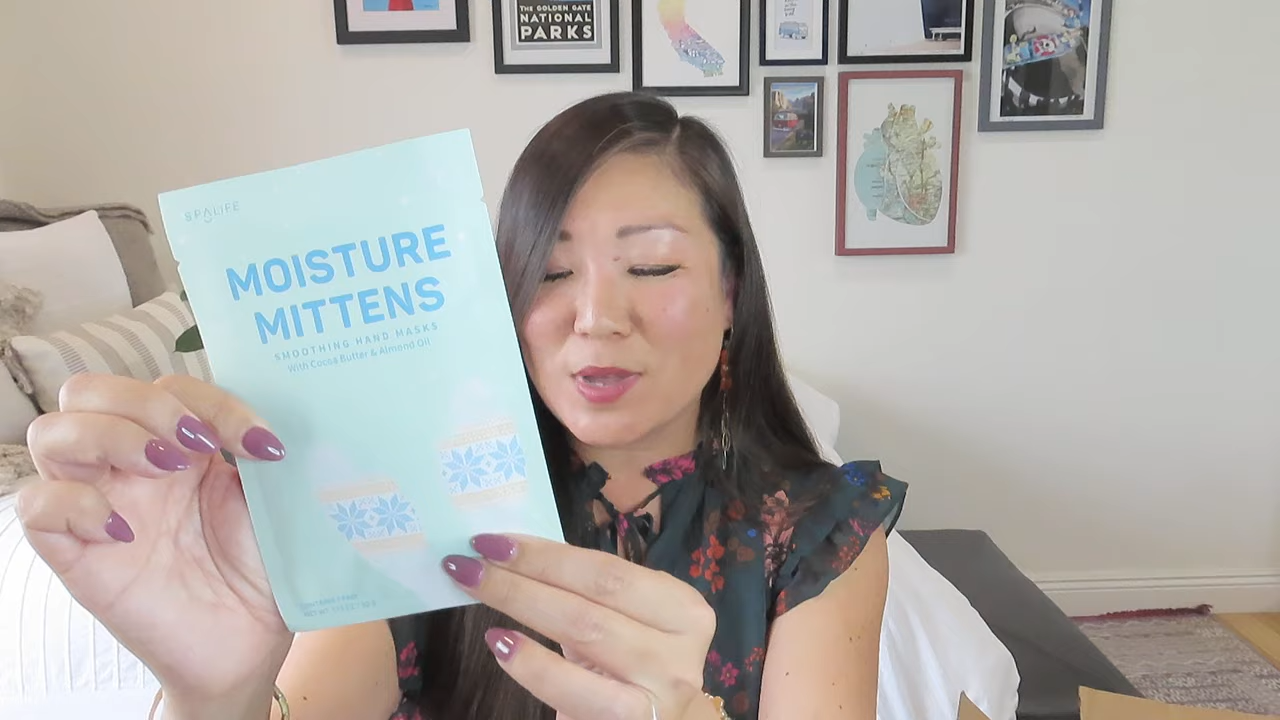 THE GOLDEN GATE
NATIONAL
PARKS
SPALIFE
MOISTURE
MITTENS
SMOOTHING HAND MASKS
With Cocoa Butter & Almond Oil